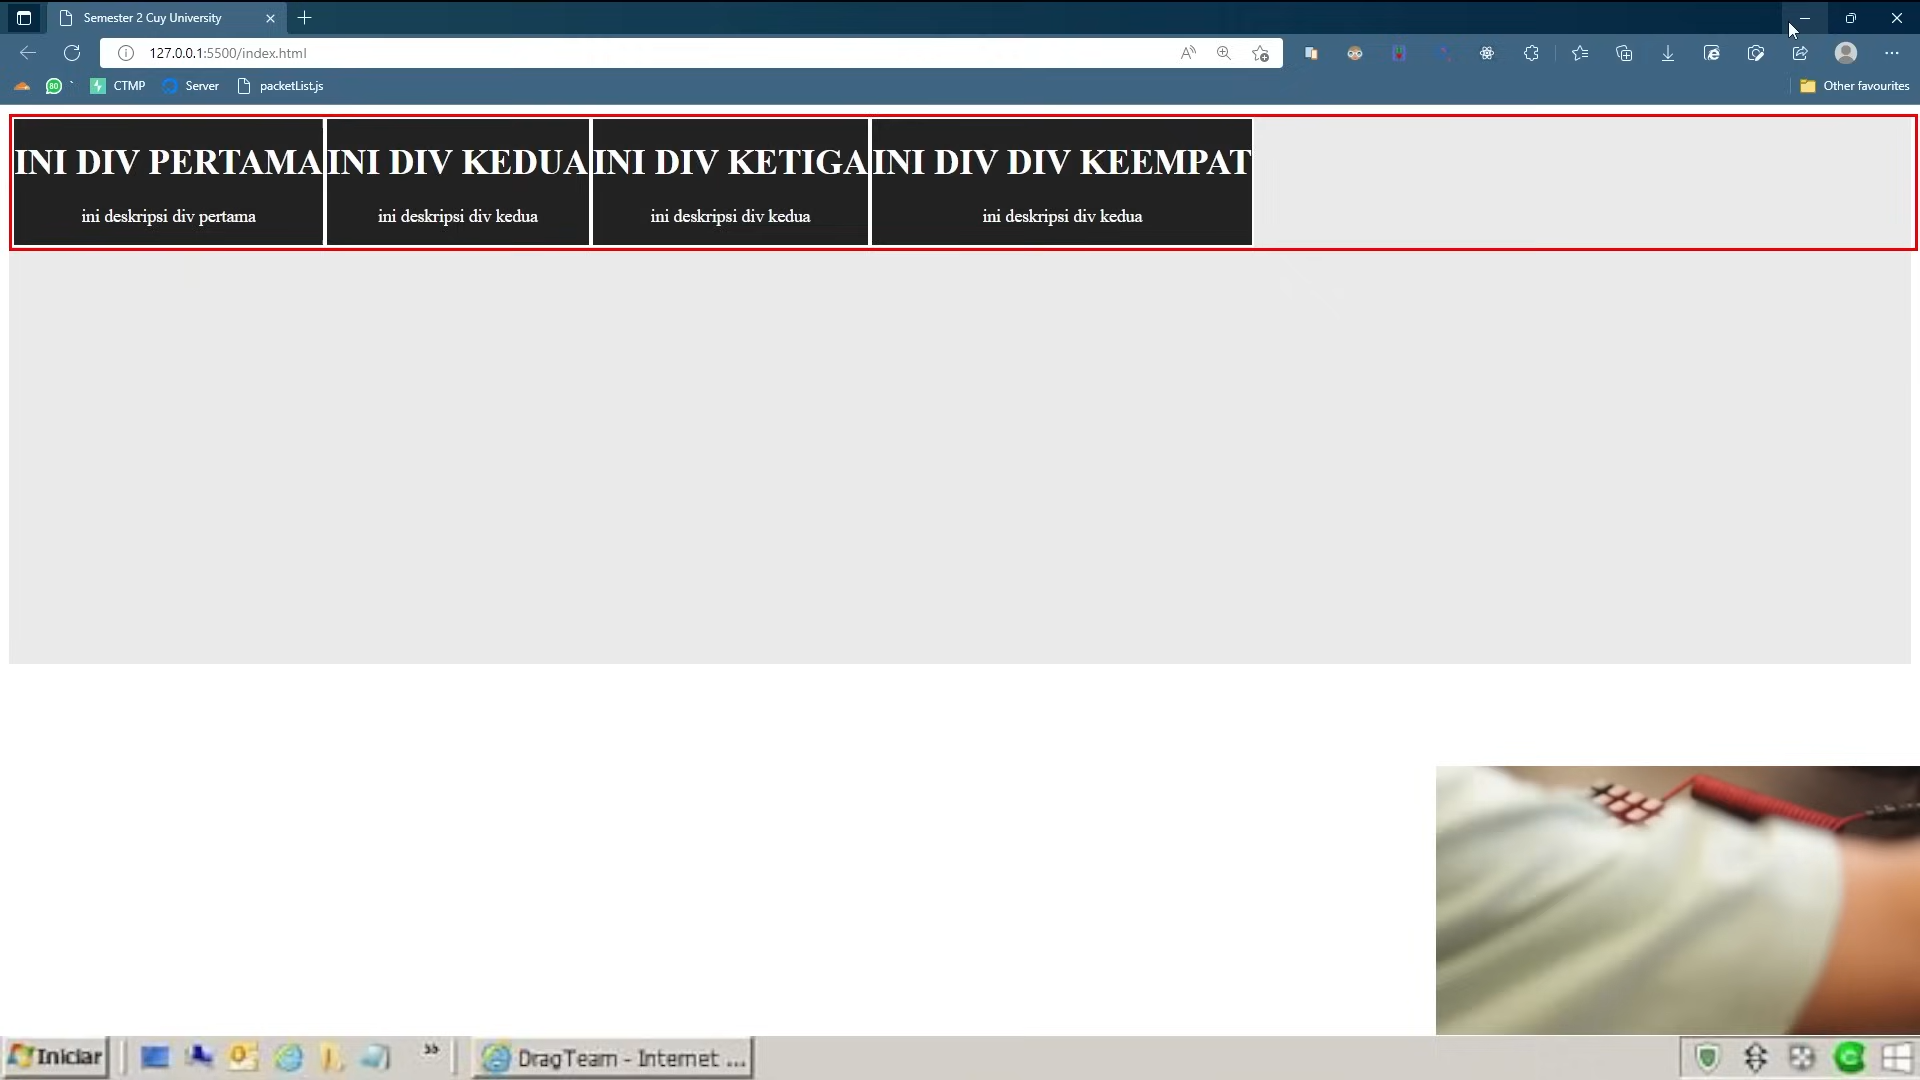 Semester 2 Cuy University
127.0.0.1:5500/index.html
80 CTMP Server packetList.js Other favourites
INI DIV PERTAMA INI DIV KEDUA INI DIV KETIGA INI DIV DIV KEEMPAT
ini deskripsi div pertama ini deskripsi div kedua ini deskripsi div kedua ini deskripsi div kedua
Iniciar » DragTeam - Internet ...